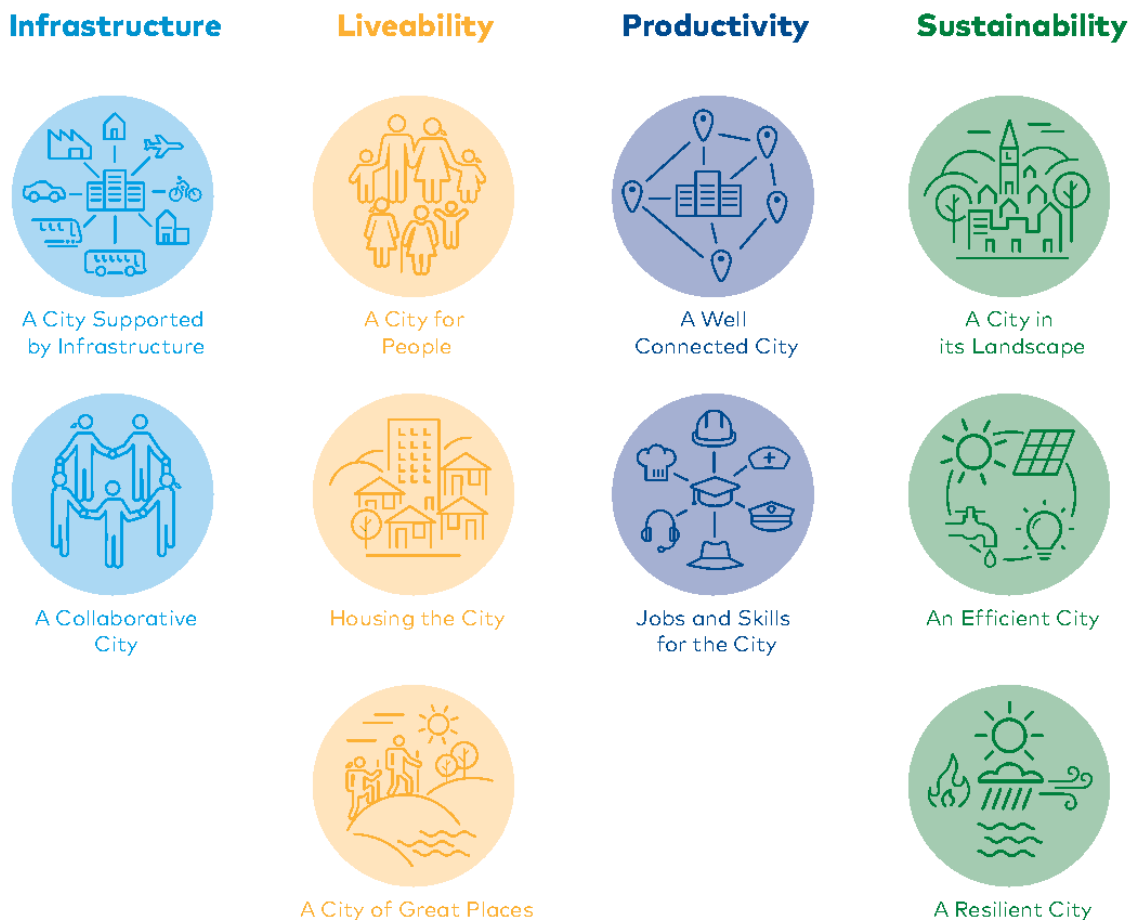 Infrastructure
Liveability
Productivity
Sustainability
A City Supported
by Infrastructure
A City for
People
A Well
Connected City
A City in
its Landscape
A Collaborative
City
Housing the City
Jobs and Skills
for the City
An Efficient City
A City of Great Places
A Resilient City